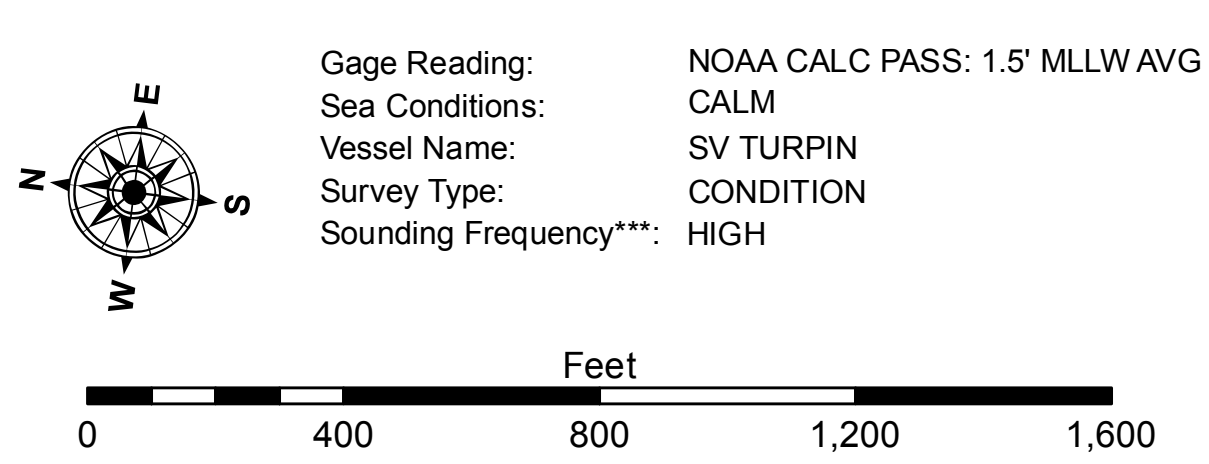 Gage Reading: NOAA CALC PASS: 1.5' MLLW AVG
Sea Conditions: CALM
Vessel Name: SV TURPIN
Survey Type: CONDITION
Sounding Frequency***: HIGH
N
E
S
W
Feet
0 400 800 1,200 1,600